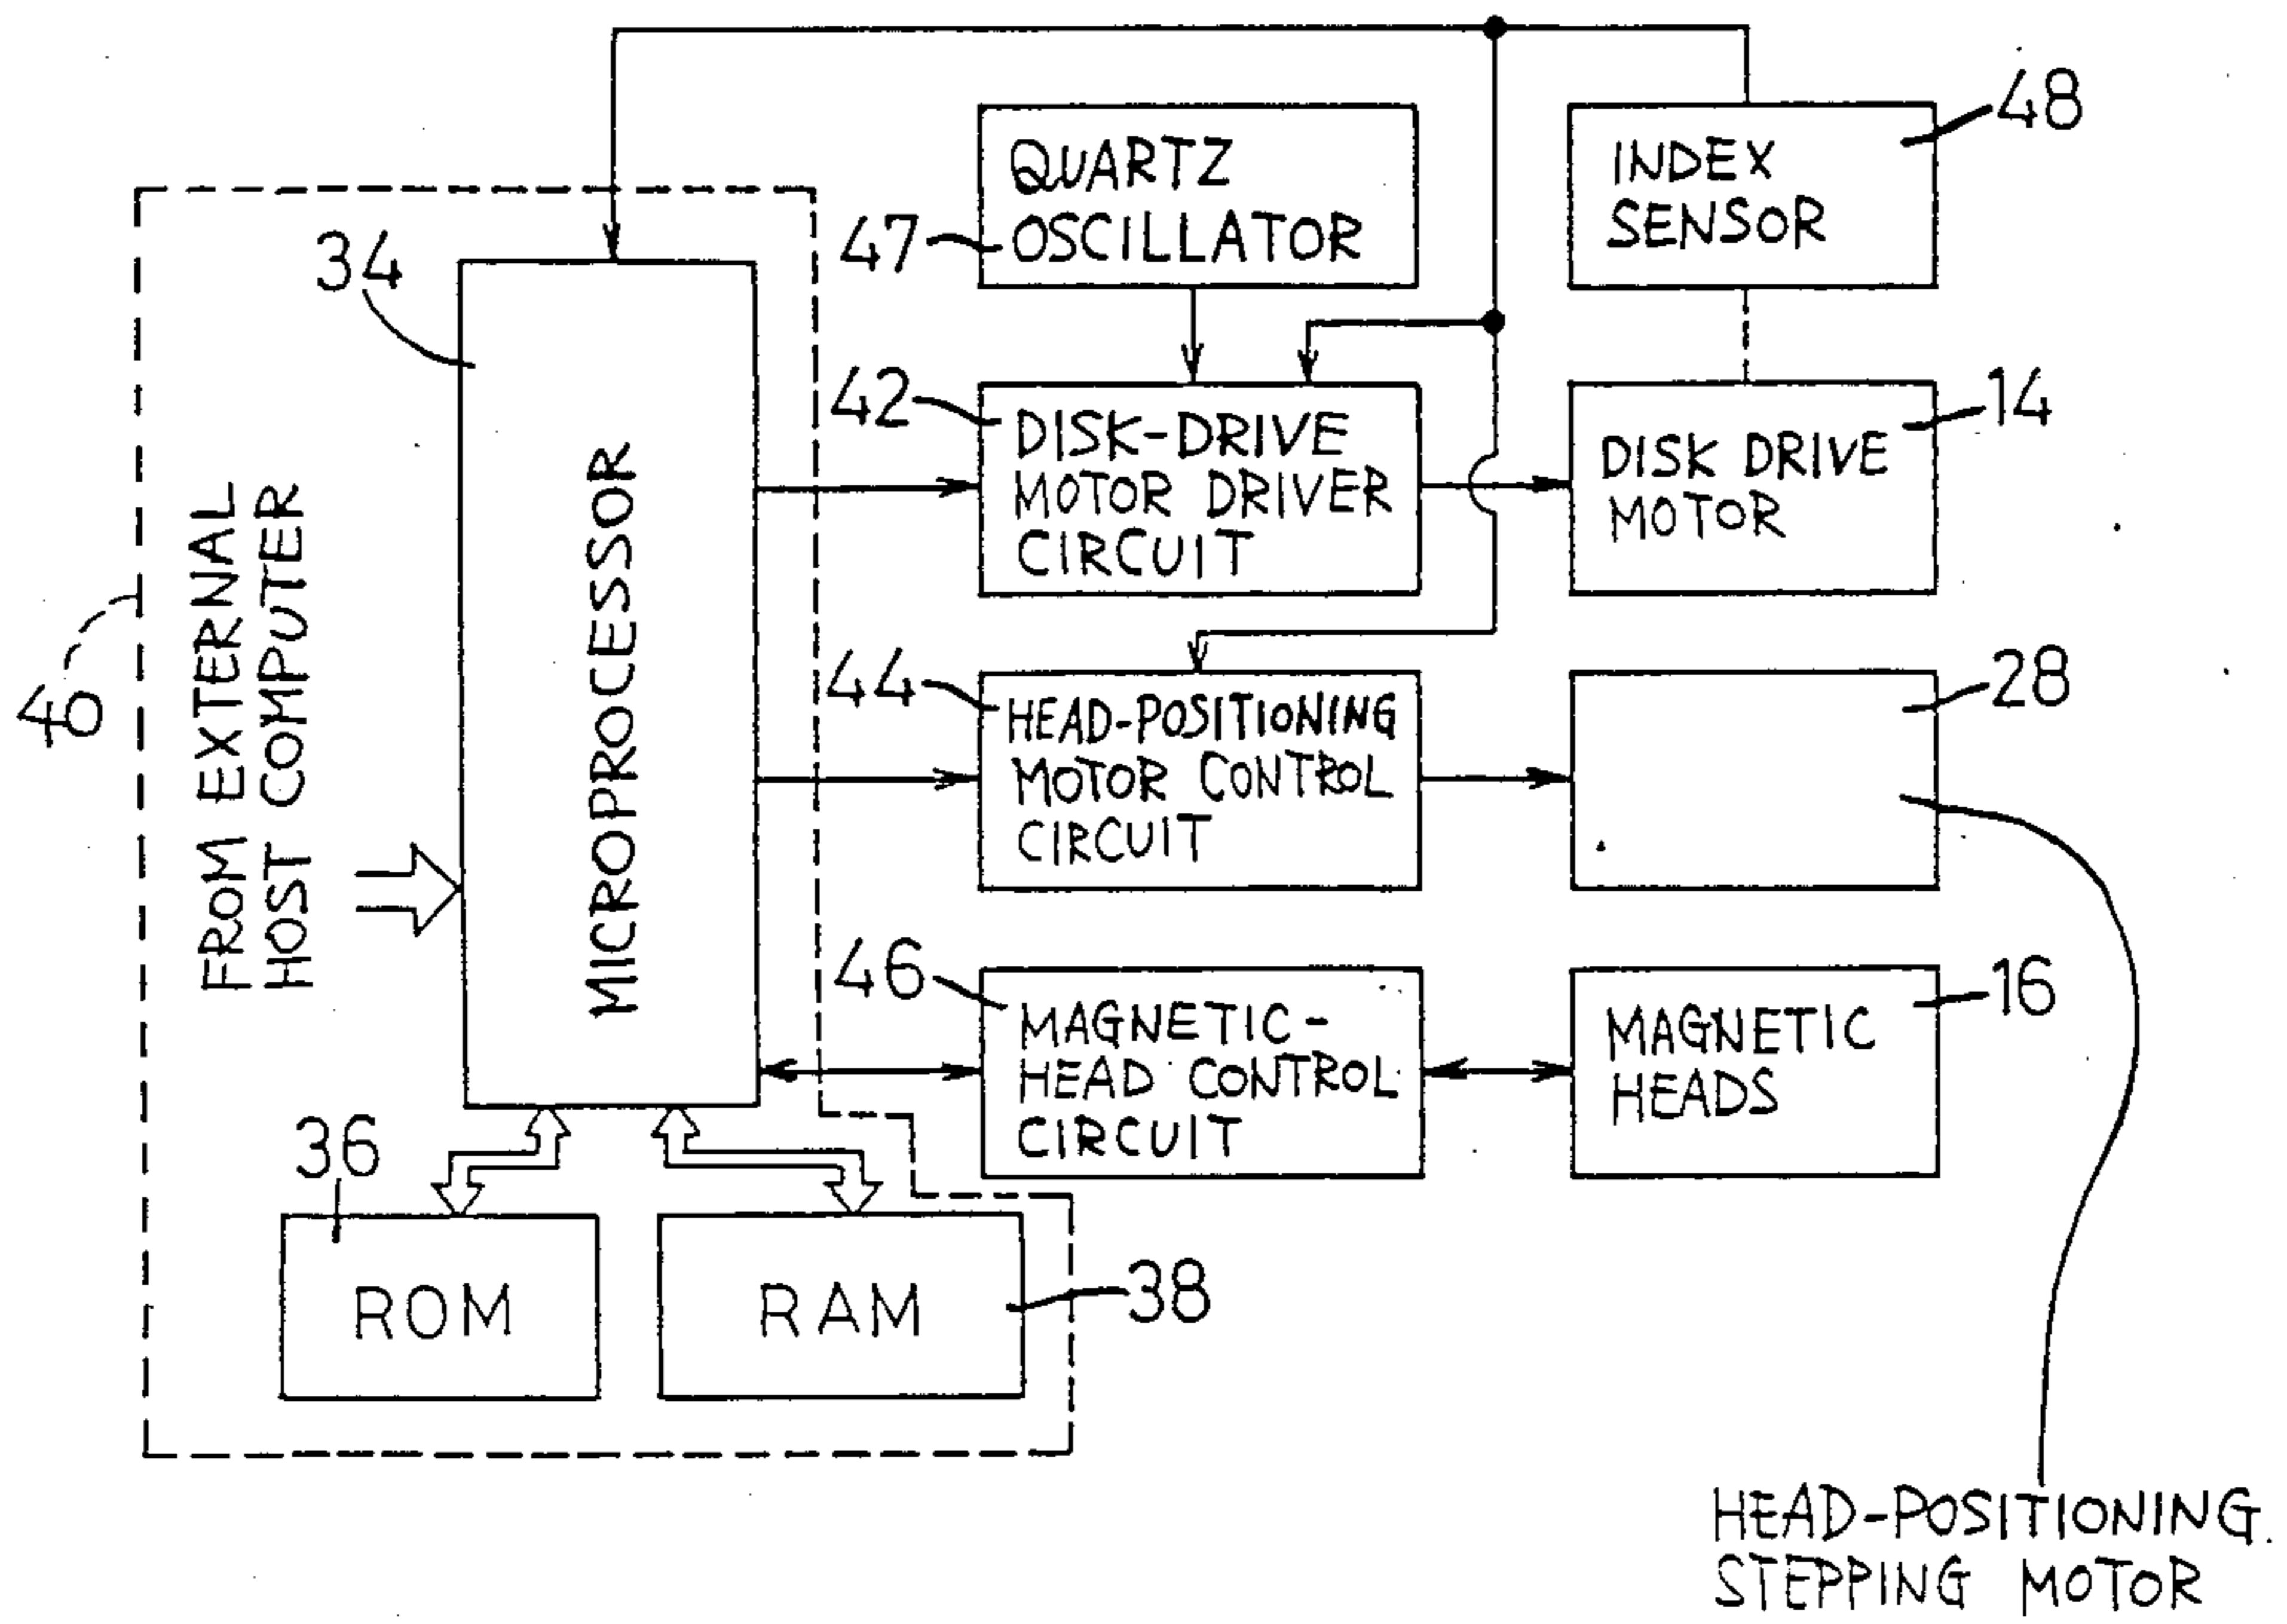 48
QUARTZ
OSCILLATOR
47
INDEX
SENSOR
34
MICROPROCESSOR
FROM EXTERNAL
HOST COMPUTER
40
42
DISK-DRIVE
MOTOR DRIVER
CIRCUIT
14
DISK DRIVE
MOTOR
44
HEAD-POSITIONING
MOTOR CONTROL
CIRCUIT
28
46
MAGNETIC-
HEAD CONTROL
CIRCUIT
16
MAGNETIC
HEADS
36
ROM
RAM
38
HEAD-POSITIONING
STEPPING MOTOR